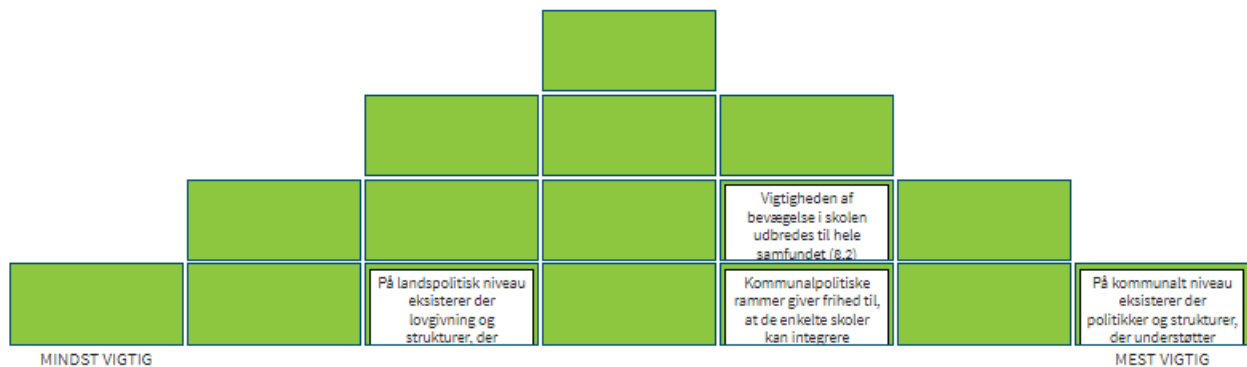 Vigtigheden af
bevægelse i skolen
udbredes til hele
samfundet (8.2)
På landspolitisk niveau
eksisterer der
lovgivning og
strukturer, der
Kommunalpolitiske
rammer giver frihed til,
at de enkelte skoler
kan integrere
På kommunalt niveau
eksisterer der
politikker og strukturer,
der understøtter
MINDST VIGTIG
MEST VIGTIG